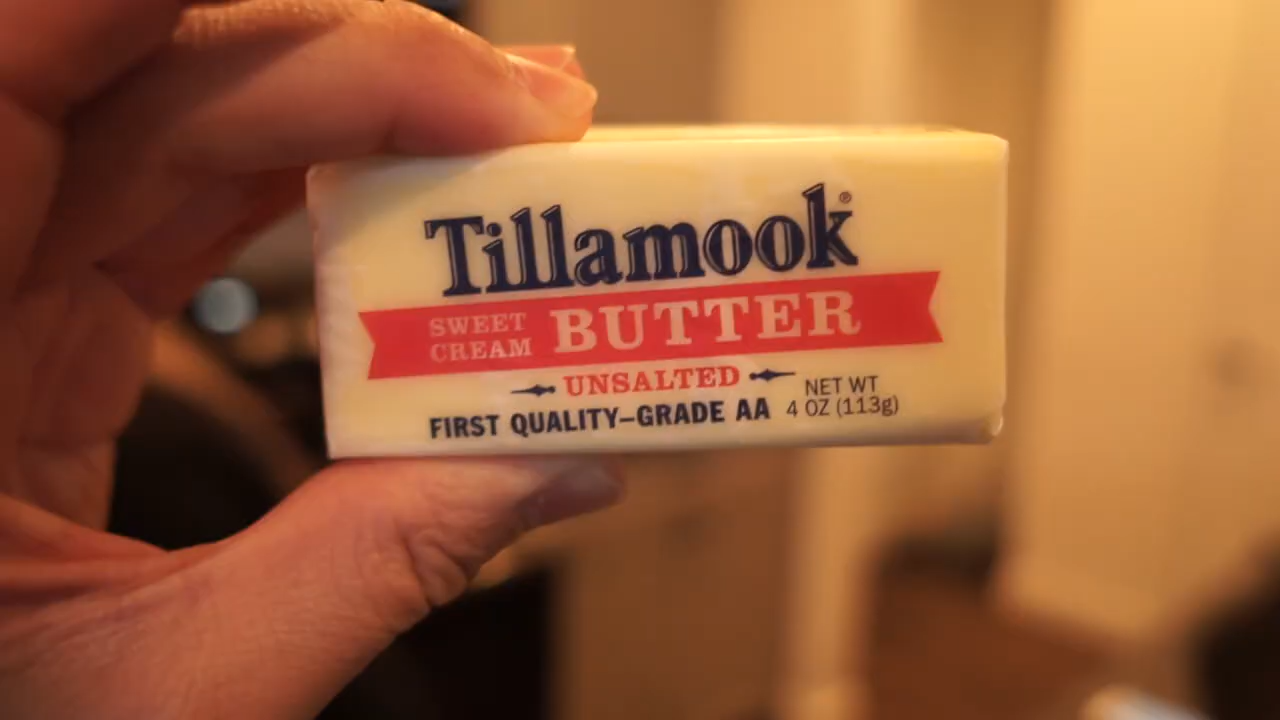 Tillamook®
SWEET
CREAM
BUTTER
UNSALTED
FIRST QUALITY–GRADE AA
NET WT
4 OZ (113g)